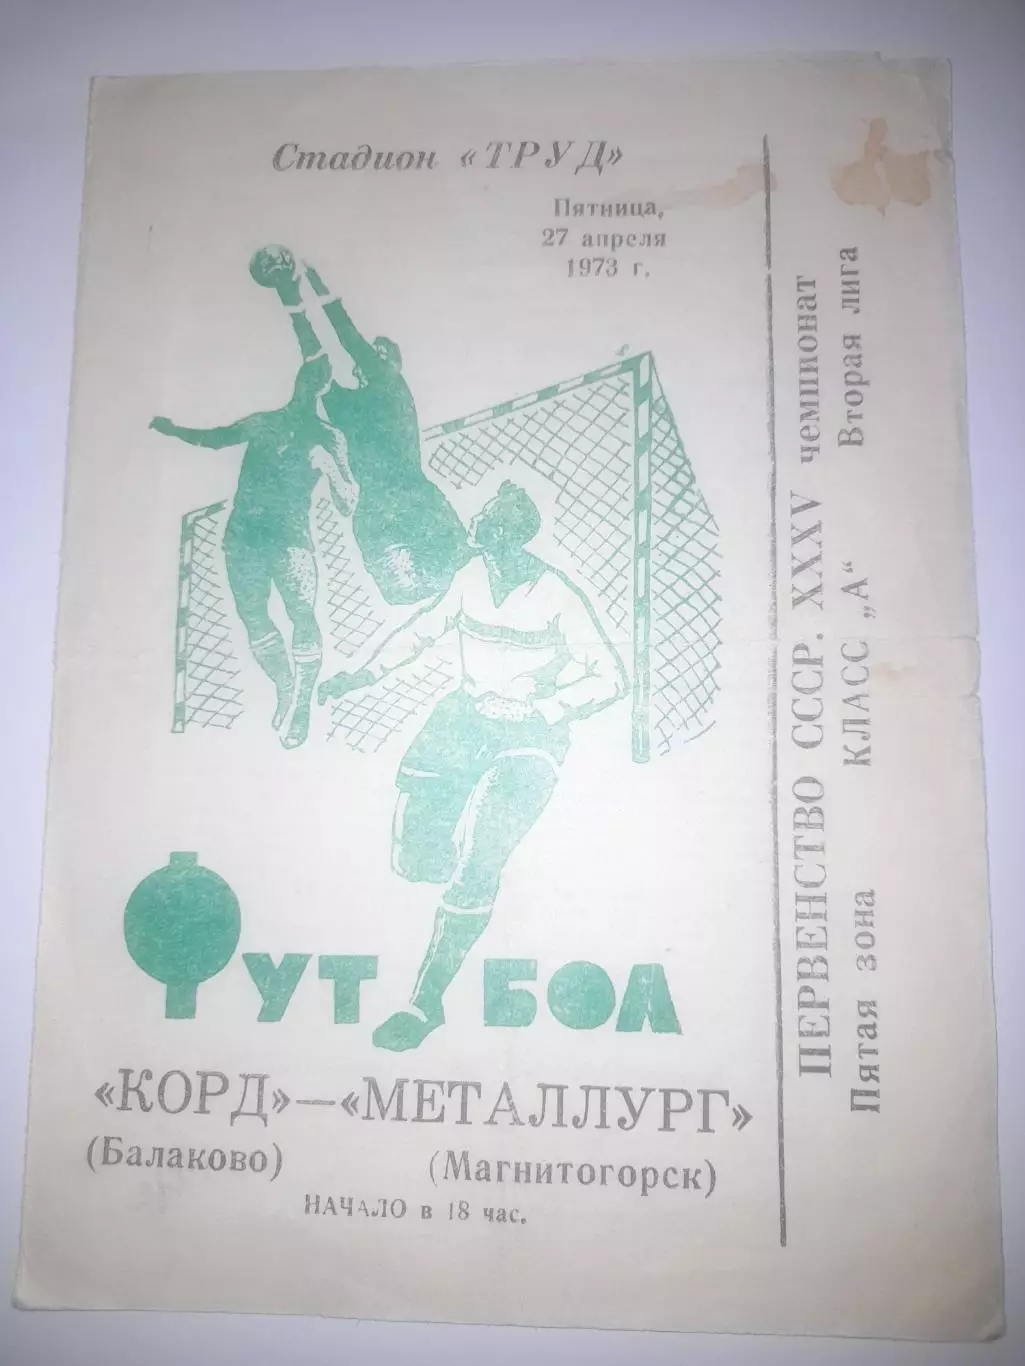 Стадион «ТРУД»
Пятница,
27 апреля
1973 г.
ФУТБОЛ
«КОРД»—«МЕТАЛЛУРГ»
(Балаково) (Магнитогорск)
НАЧАЛО в 18 час.
ПЕРВЕНСТВО СССР. XXXV чемпионат
Пятая зона КЛАСС „А“ Вторая лига